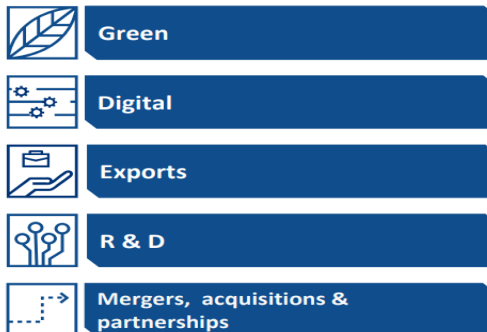 Green
Digital
Exports
R & D
Mergers, acquisitions &
partnerships